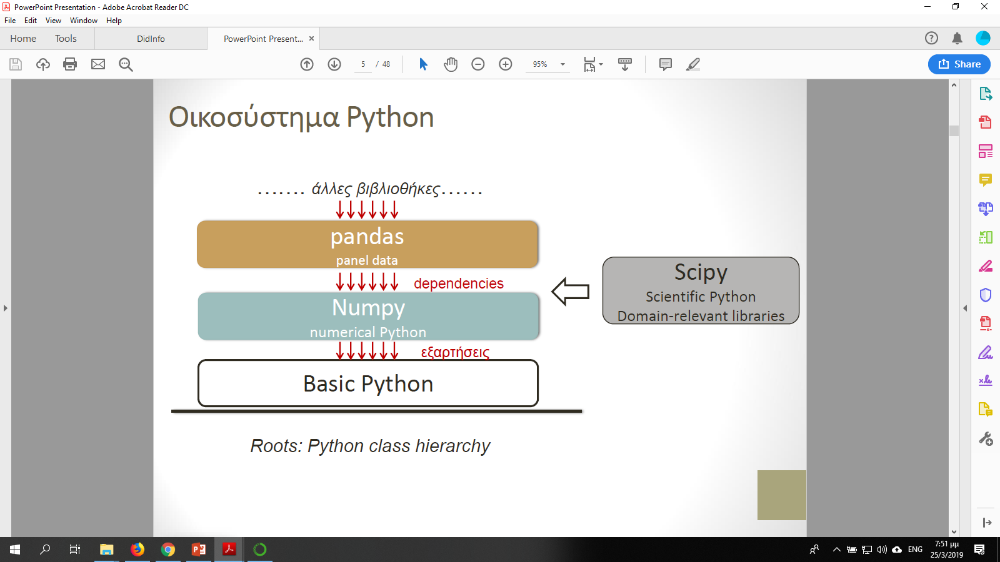 PowerPoint Presentation - Adobe Acrobat Reader DC
File Edit View Window Help
Home Tools DidInfo PowerPoint Present... ×
5 / 48 95% Share
Οικοσύστημα Python
....... άλλες βιβλιοθήκες......
pandas
panel data
dependencies
Numpy
numerical Python
εξαρτήσεις
Basic Python
Roots: Python class hierarchy
Scipy
Scientific Python
Domain-relevant libraries
ENG
7:51 μμ
25/3/2019